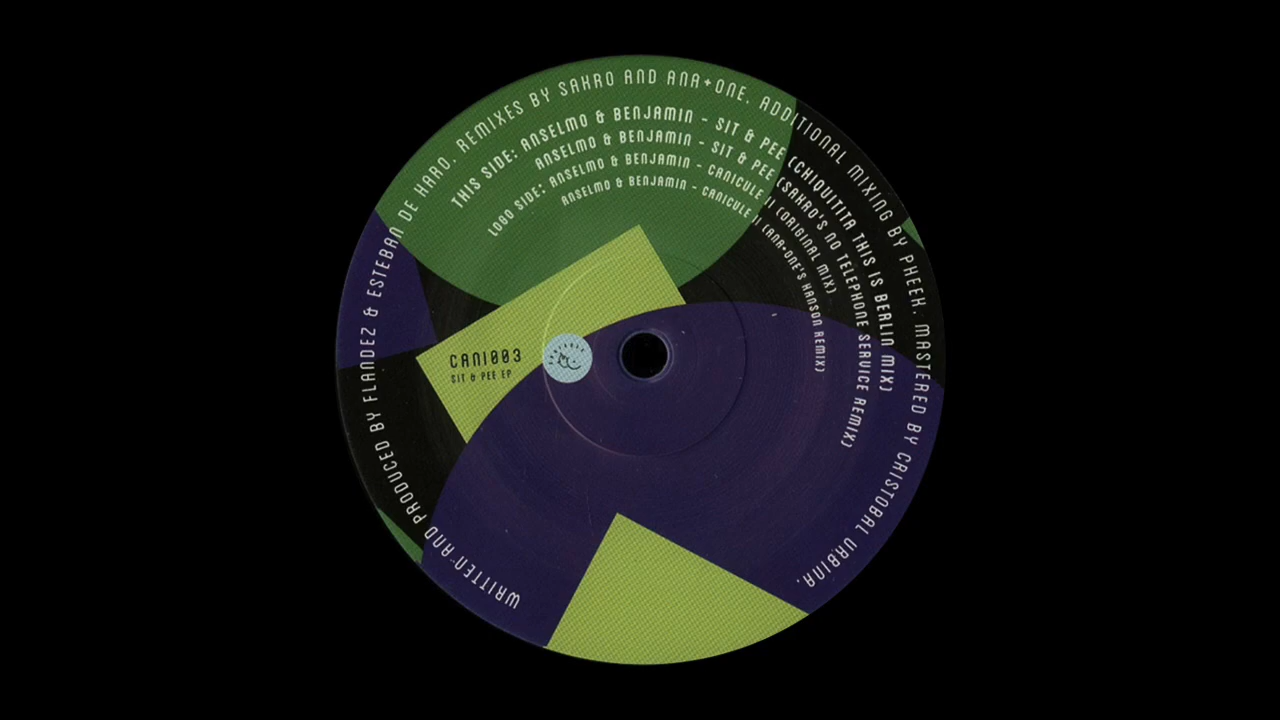 WRITTEN AND PRODUCED BY FLANDEZ & ESTEBAN DE HARO. REMIXES BY SAKRO AND ANA+ONE. ADDITIONAL MIXING BY PHEEK. MASTERED BY CRISTOBAL URBINA.
THIS SIDE: ANSELMO & BENJAMIN - SIT & PEE (CHIQUITITA THIS IS BERLIN MIX)
ANSELMO & BENJAMIN - SIT & PEE (SAKRO'S NO TELEPHONE SERVICE REMIX)
LOGO SIDE: ANSELMO & BENJAMIN - CANICULE II (ORIGINAL MIX)
ANSELMO & BENJAMIN - CANICULE II (ANA+ONE'S HANSON REMIX)
CANI003
SIT & PEE EP